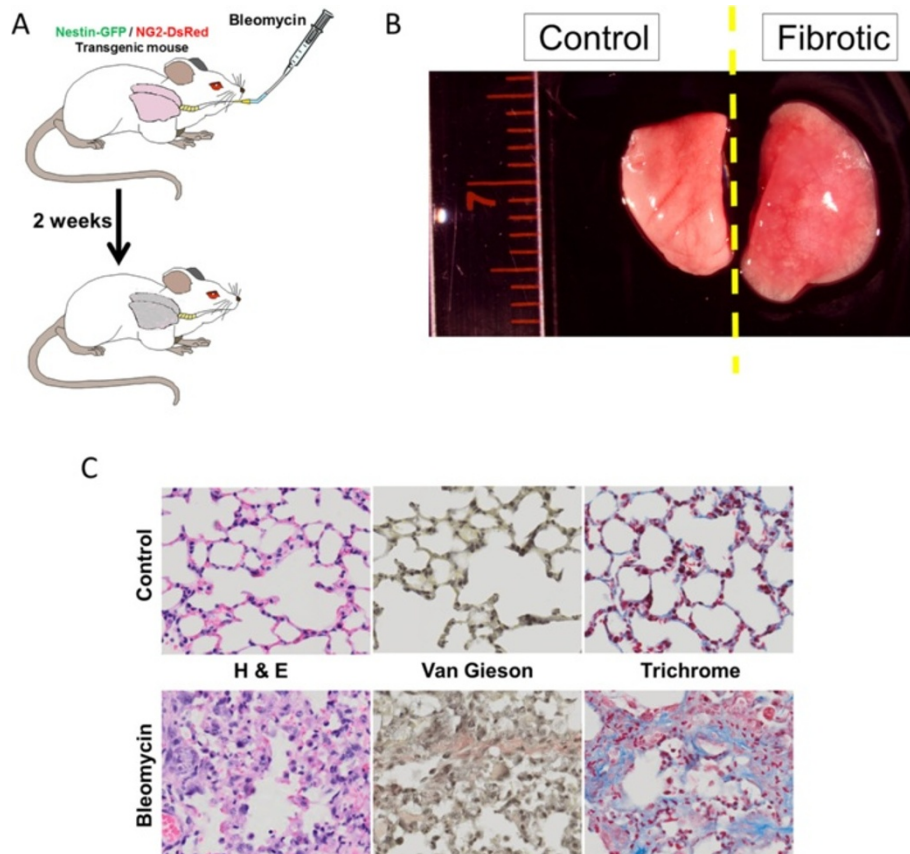 A
Nestin-GFP / NG2-DsRed
Transgenic mouse
Bleomycin
2 weeks
B
Control
Fibrotic
7
C
Control
H & E
Van Gieson
Trichrome
Bleomycin